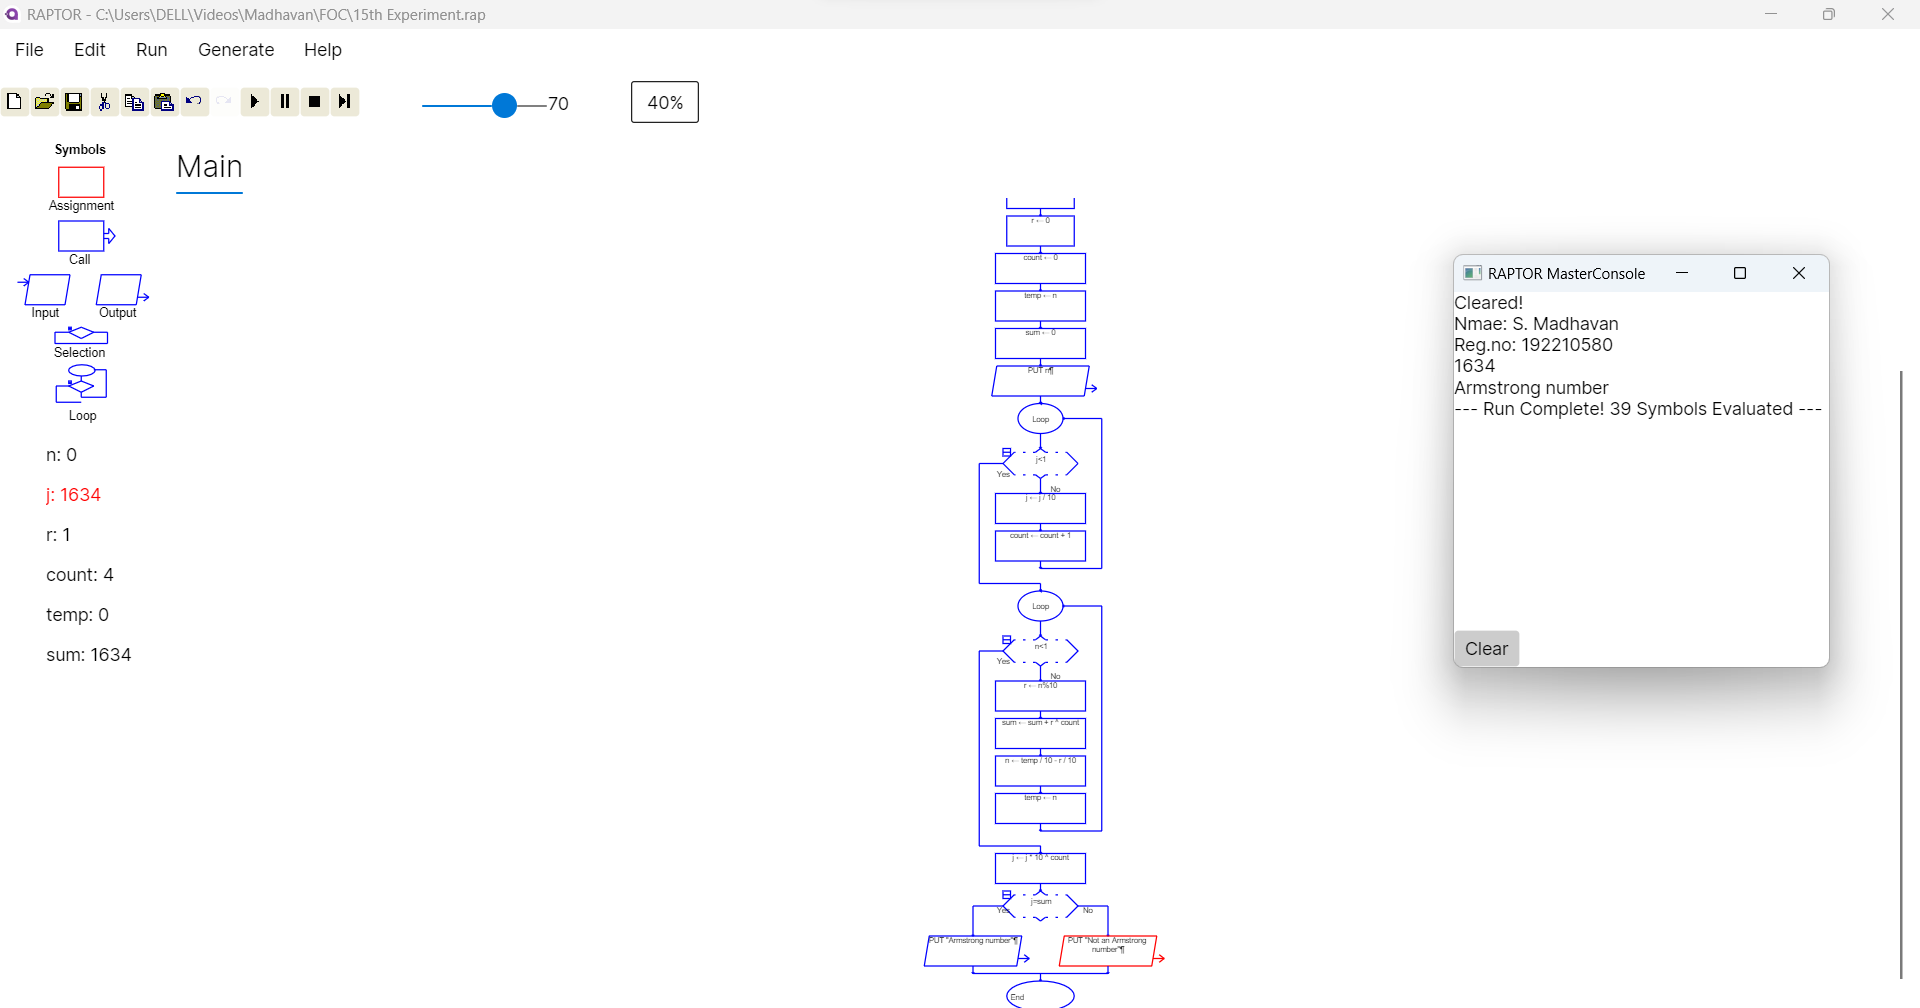 RAPTOR - C:\Users\DELL\Videos\Madhavan\FOC\15th Experiment.rap
File Edit Run Generate Help
70
40%
Symbols
Assignment
Call
Input Output
Selection
Loop
n: 0
j: 1634
r: 1
count: 4
temp: 0
sum: 1634
Main
r ← 0
count ← 0
temp ← n
sum ← 0
PUT n¶
Loop
j<1
Yes
No
j ← j / 10
count ← count + 1
Loop
n<1
Yes
No
r ← n%10
sum ← sum + r ^ count
n ← temp / 10 - r / 10
temp ← n
j ← j * 10 ^ count
j=sum
Yes No
PUT "Armstrong number"¶
PUT "Not an Armstrong
number"¶
End
RAPTOR MasterConsole
Cleared!
Nmae: S. Madhavan
Reg.no: 192210580
1634
Armstrong number
--- Run Complete! 39 Symbols Evaluated ---
Clear